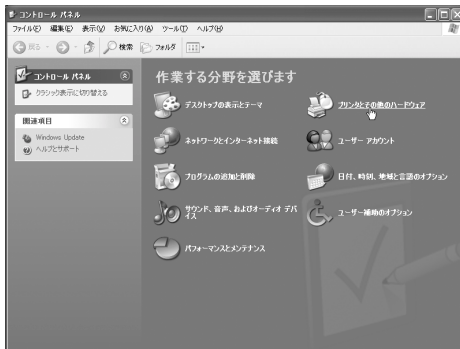 コントロール パネル
ファイル(F) 編集(E) 表示(V) お気に入り(A) ツール(T) ヘルプ(H)
戻る 検索 フォルダ
コントロール パネル
クラシック表示に切り替える
関連項目
Windows Update
ヘルプとサポート
作業する分野を選びます
デスクトップの表示とテーマ
プリンタとその他のハードウェア
ネットワークとインターネット接続
ユーザー アカウント
プログラムの追加と削除
日付、時刻、地域と言語のオプション
サウンド、音声、およびオーディオ デバ
イス
ユーザー補助のオプション
パフォーマンスとメンテナンス